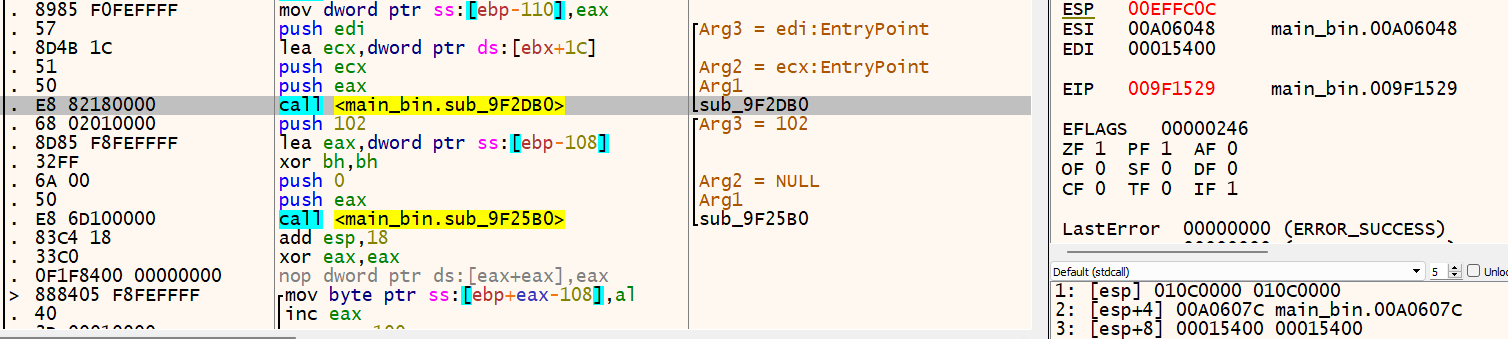 . 8985 F0FEFFFF mov dword ptr ss:[ebp-110],eax
. 57 push edi Arg3 = edi:EntryPoint
. 8D4B 1C lea ecx,dword ptr ds:[ebx+1C]
. 51 push ecx Arg2 = ecx:EntryPoint
. 50 push eax Arg1
. E8 82180000 call <main_bin.sub_9F2DB0> sub_9F2DB0
. 68 02010000 push 102 Arg3 = 102
. 8D85 F8FEFFFF lea eax,dword ptr ss:[ebp-108]
. 32FF xor bh,bh
. 6A 00 push 0 Arg2 = NULL
. 50 push eax Arg1
. E8 6D100000 call <main_bin.sub_9F25B0> sub_9F25B0
. 83C4 18 add esp,18
. 33C0 xor eax,eax
. 0F1F8400 00000000 nop dword ptr ds:[eax+eax],eax
> 888405 F8FEFFFF mov byte ptr ss:[ebp+eax-108],al
. 40 inc eax
ESP 00EFFC0C
ESI 00A06048 main_bin.00A06048
EDI 00015400
EIP 009F1529 main_bin.009F1529
EFLAGS 00000246
ZF 1 PF 1 AF 0
OF 0 SF 0 DF 0
CF 0 TF 0 IF 1
LastError 00000000 (ERROR_SUCCESS)
Default (stdcall) 5 Unloc
1: [esp] 010C0000 010C0000
2: [esp+4] 00A0607C main_bin.00A0607C
3: [esp+8] 00015400 00015400